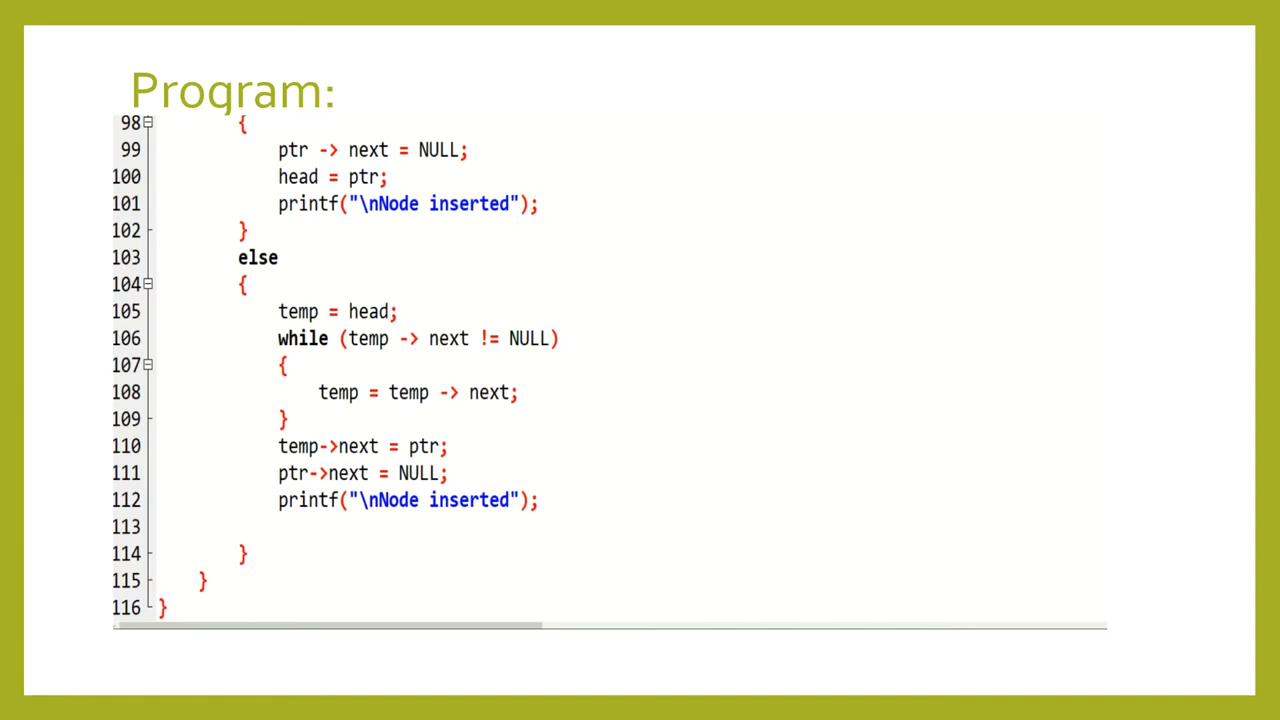 Program:
98 {
99 ptr -> next = NULL;
100 head = ptr;
101 printf("\nNode inserted");
102 }
103 else
104 {
105 temp = head;
106 while (temp -> next != NULL)
107 {
108 temp = temp -> next;
109 }
110 temp->next = ptr;
111 ptr->next = NULL;
112 printf("\nNode inserted");
113
114 }
115 }
116 }